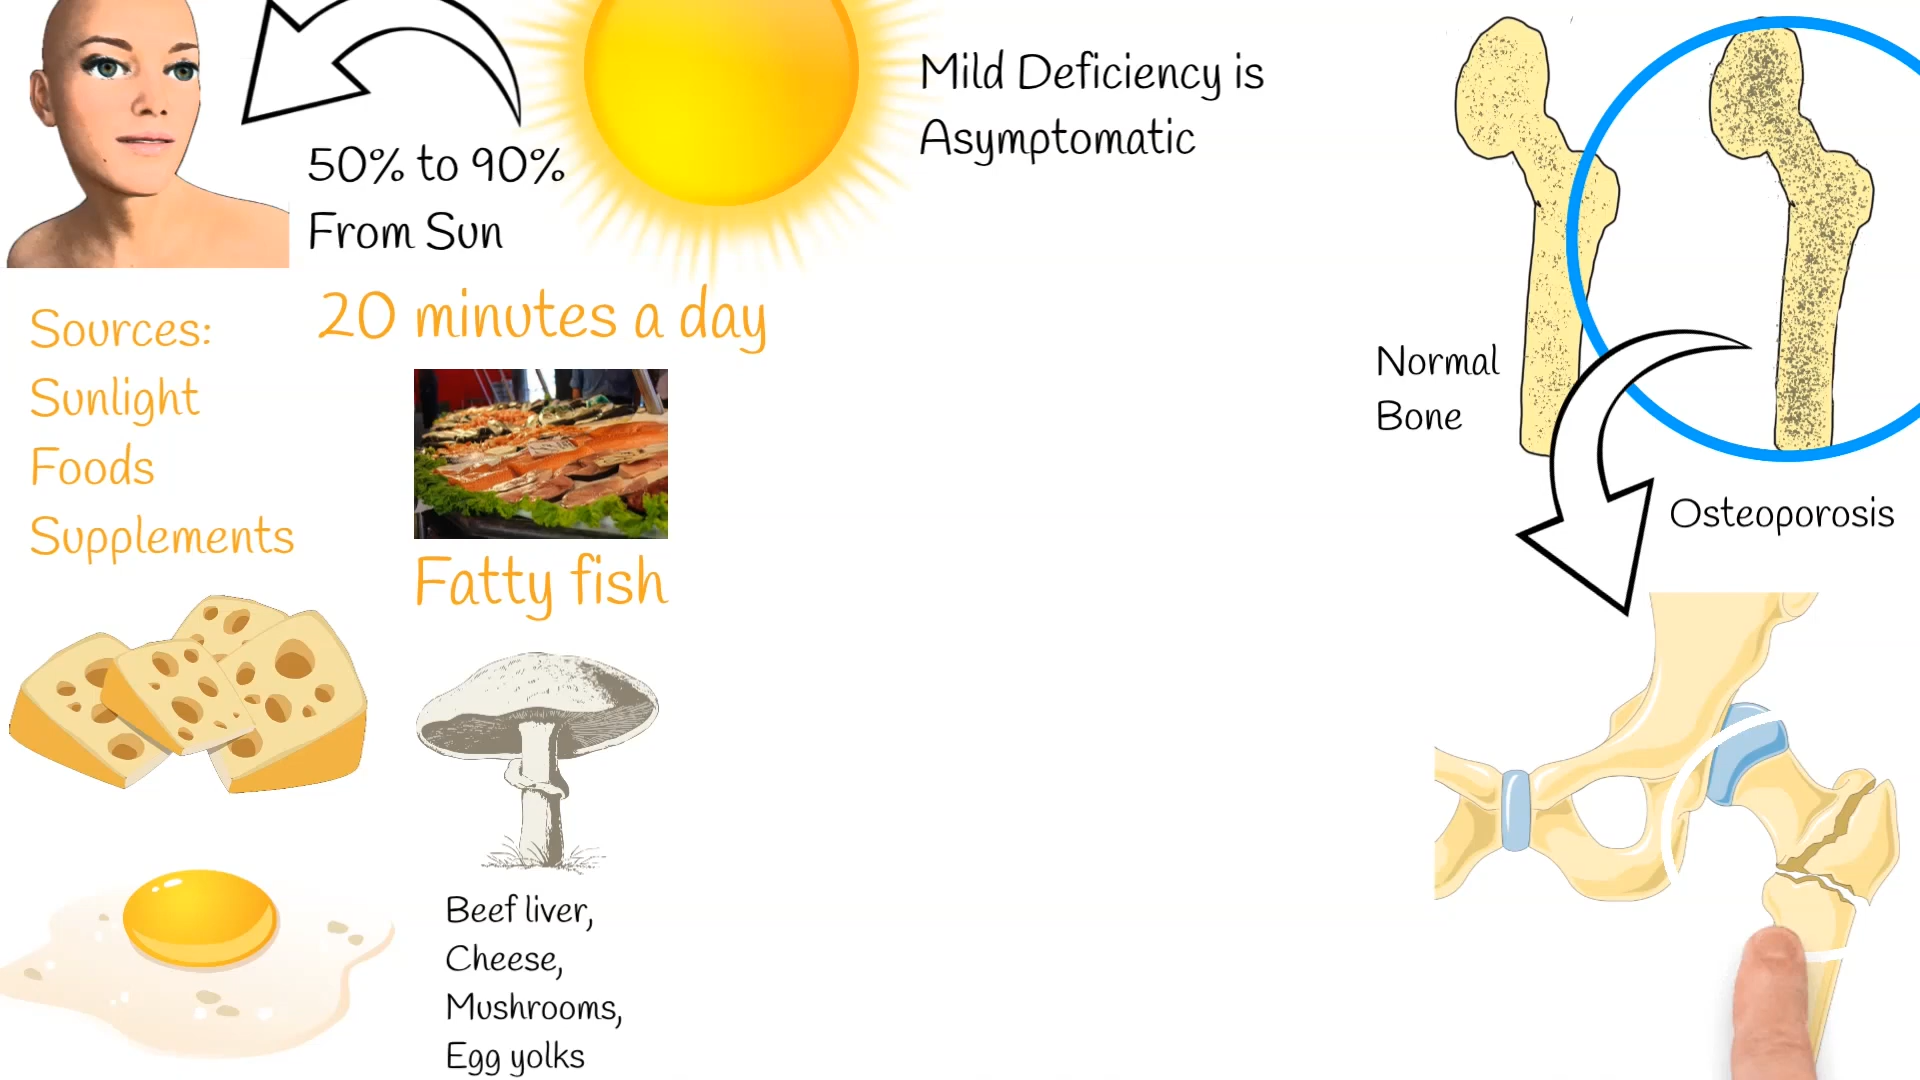 50% to 90%
From Sun
Mild Deficiency is
Asymptomatic
20 minutes a day
Sources:
Sunlight
Foods
Supplements
Fatty fish
Beef liver,
Cheese,
Mushrooms,
Egg yolks
Normal
Bone
Osteoporosis